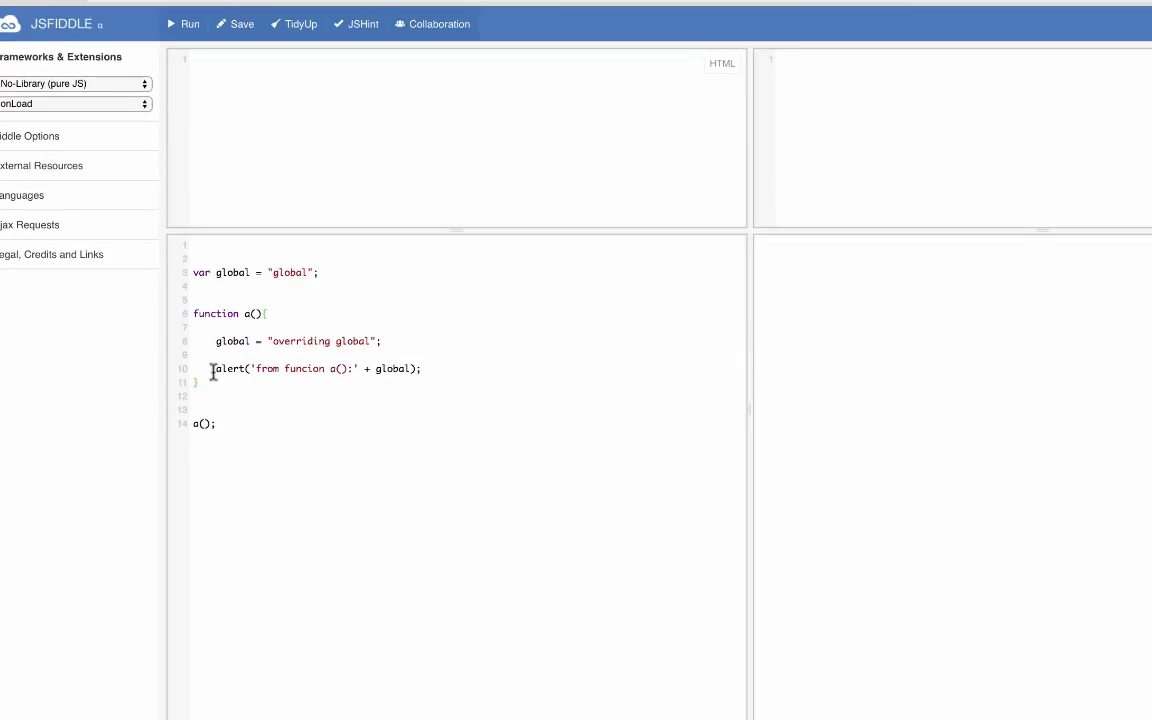 JSFIDDLE α
Run Save TidyUp JSHint Collaboration
rameworks & Extensions
No-Library (pure JS)
onLoad
iddle Options
xternal Resources
anguages
jax Requests
egal, Credits and Links
1
HTML
1
1
2
3 var global = "global";
4
5
6 function a(){
7
8 global = "overriding global";
9
10 alert('from funcion a():' + global);
11 }
12
13
14 a();